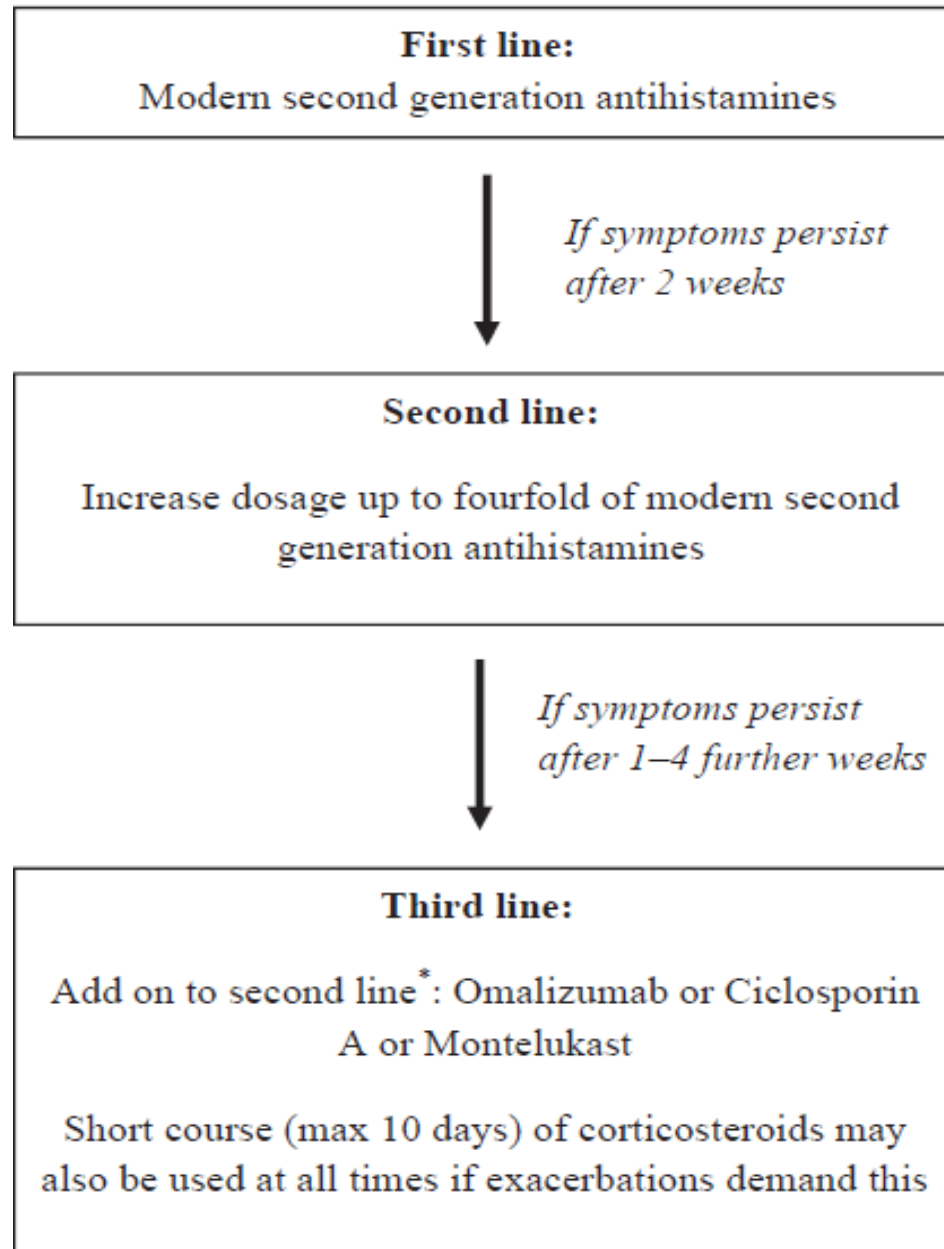 First line:
Modern second generation antihistamines
If symptoms persist
after 2 weeks
Second line:
Increase dosage up to fourfold of modern second
generation antihistamines
If symptoms persist
after 1–4 further weeks
Third line:
Add on to second line*: Omalizumab or Ciclosporin
A or Montelukast
Short course (max 10 days) of corticosteroids may
also be used at all times if exacerbations demand this